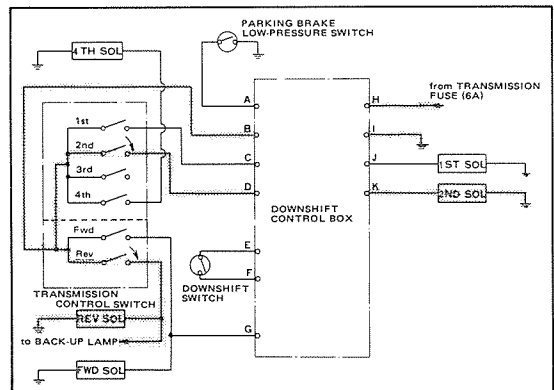 PARKING BRAKE
LOW-PRESSURE SWITCH
4TH SOL
from TRANSMISSION
FUSE (6A)
A
H
B
I
1st
2nd
C
J
1ST SOL
3rd
D
K
2ND SOL
4th
DOWNSHIFT
CONTROL BOX
Fwd
E
Rev
F
DOWNSHIFT
SWITCH
TRANSMISSION
CONTROL SWITCH
REV SOL
G
to BACK-UP LAMP
FWD SOL